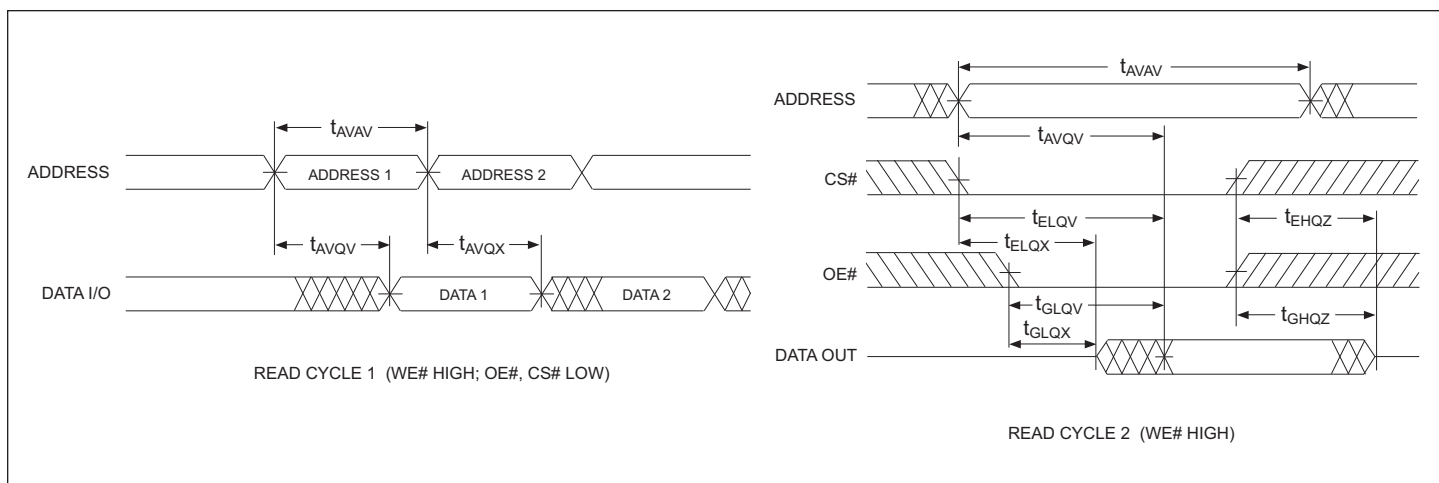 tAVAV
ADDRESS
ADDRESS 1
ADDRESS 2
tAVQV
tAVQX
DATA I/O
DATA 1
DATA 2
READ CYCLE 1 (WE# HIGH; OE#, CS# LOW)
tAVAV
ADDRESS
tAVQV
CS#
tELQV
tEHQZ
tELQX
OE#
tGLQV
tGHQZ
tGLQX
DATA OUT
READ CYCLE 2 (WE# HIGH)